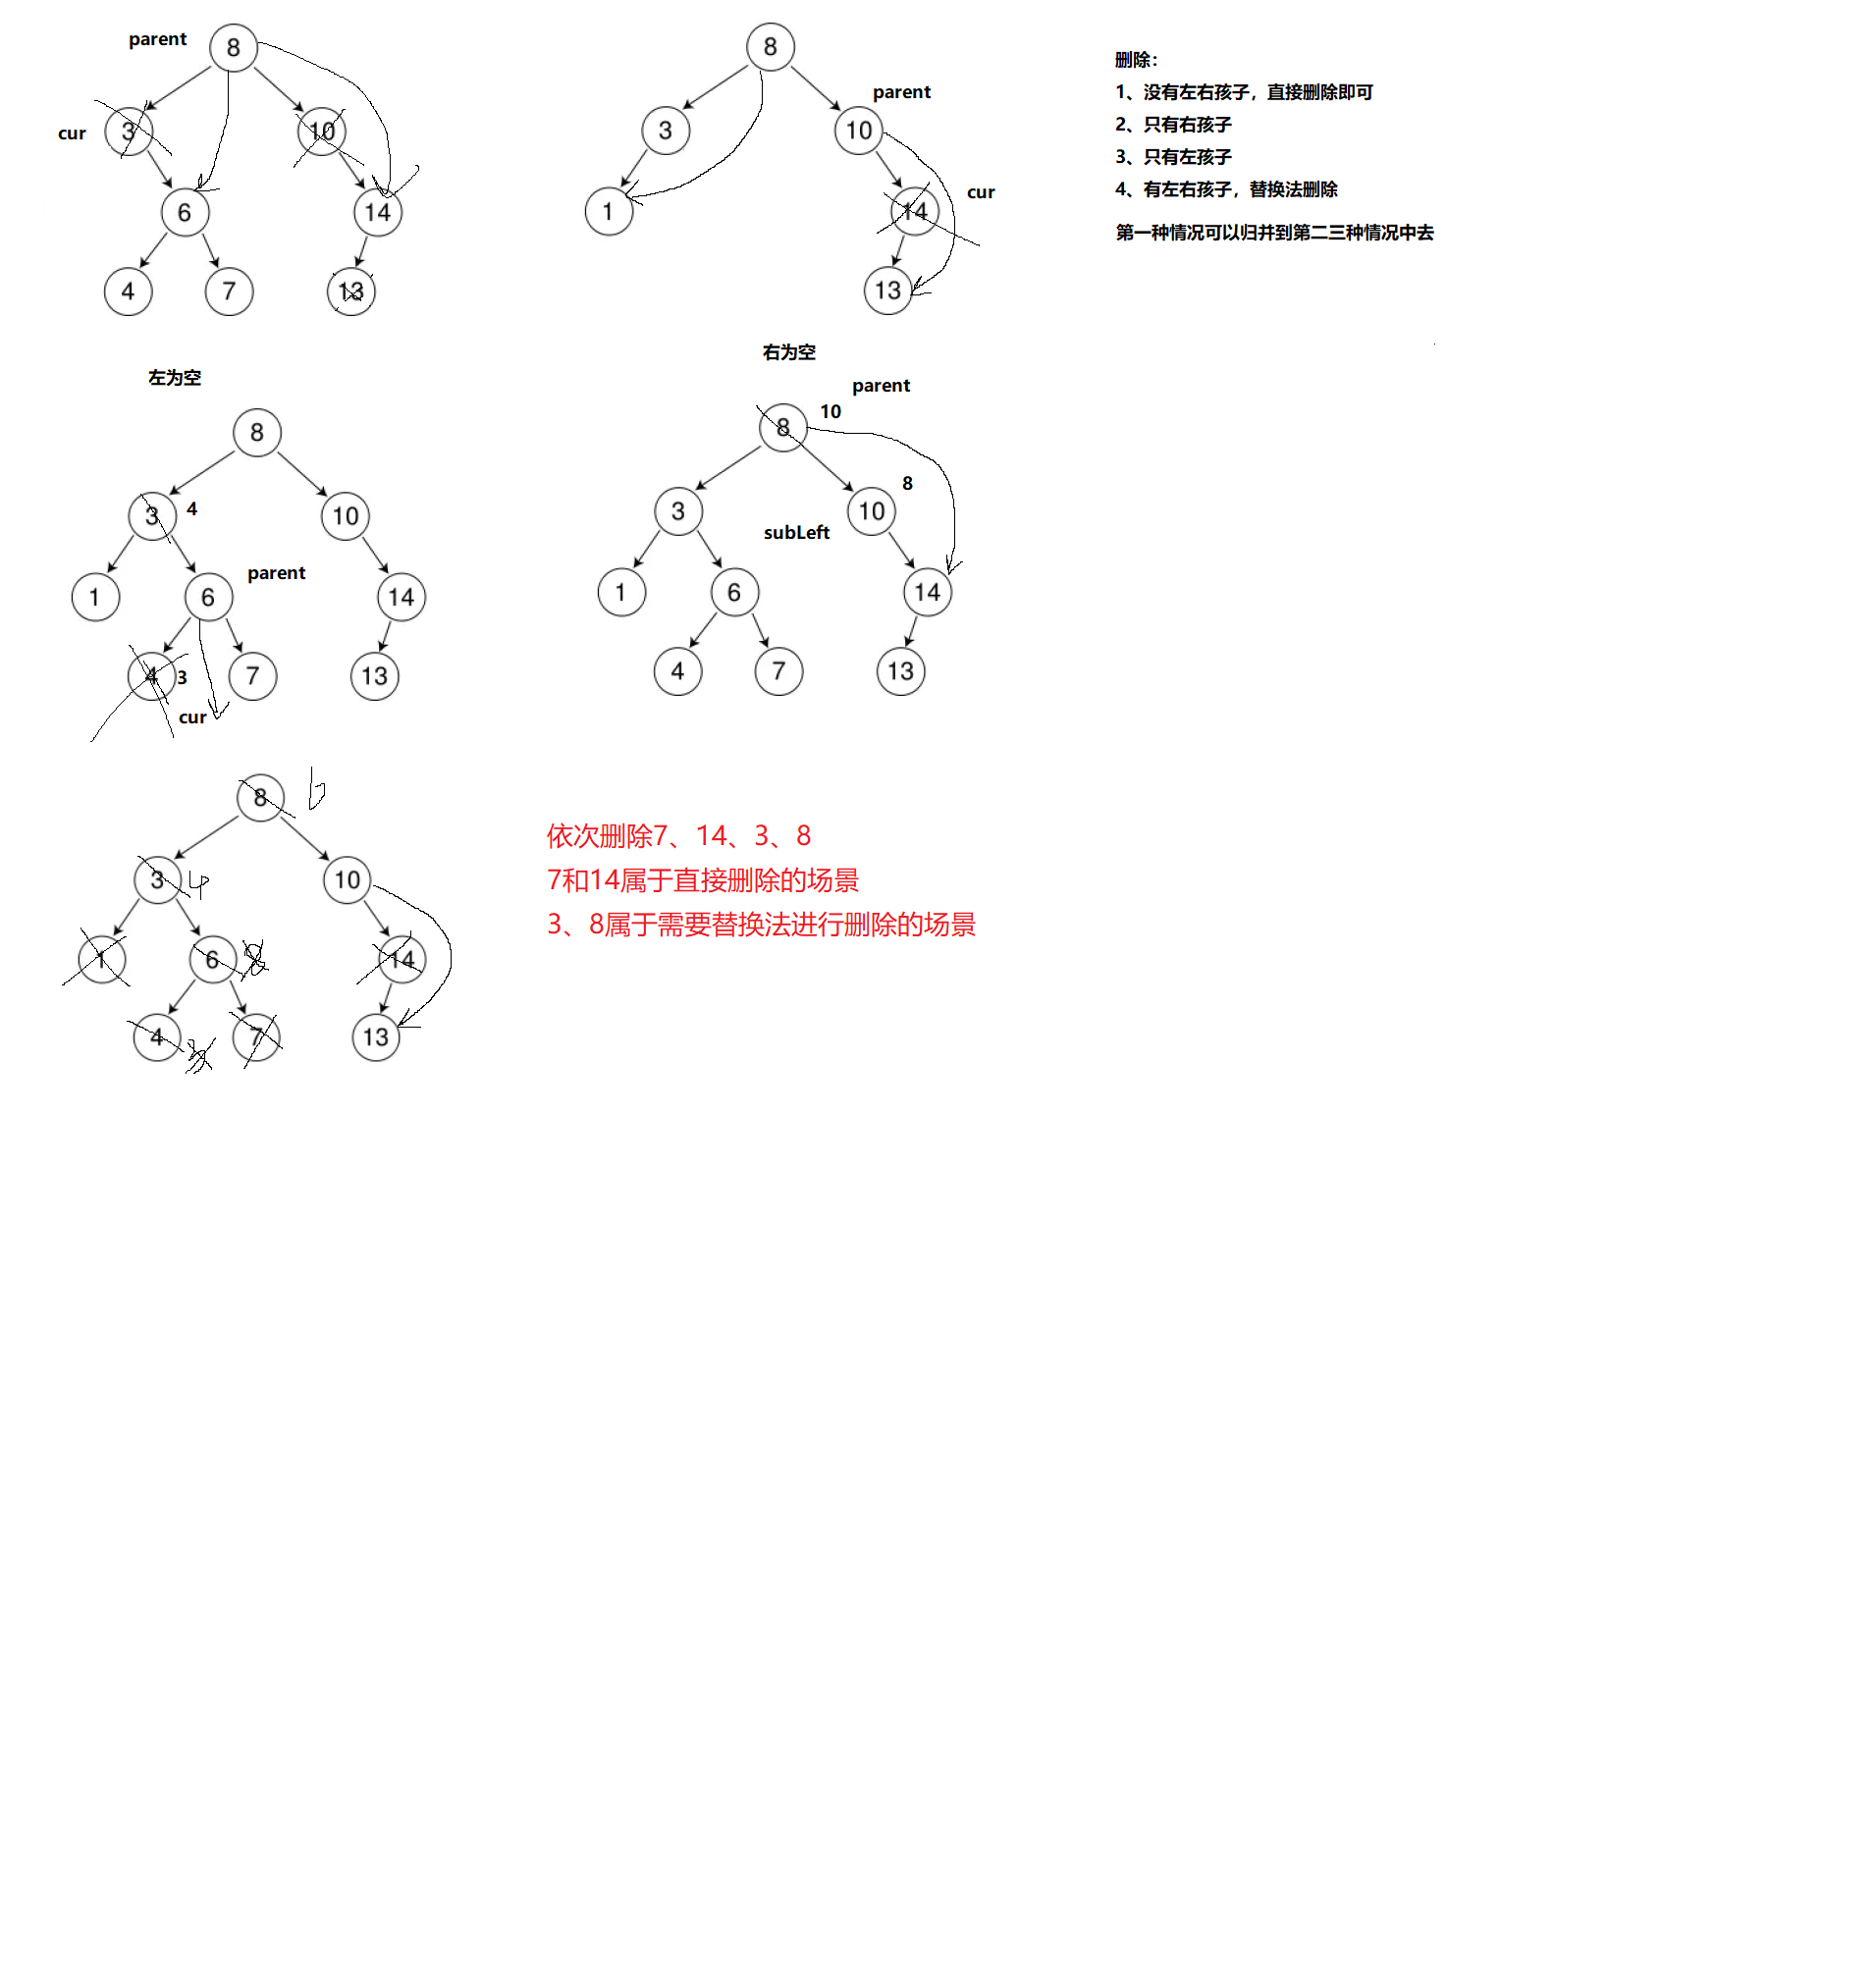 parent
8
cur
3
10
6
14
4
7
13
左为空
8
parent
3
10
cur
1
14
13
右为空
删除：
1、没有左右孩子，直接删除即可
2、只有右孩子
3、只有左孩子
4、有左右孩子，替换法删除
第一种情况可以归并到第二三种情况中去
8
3
4
10
parent
1
6
14
4
3
7
13
cur
parent
8
10
3
10
8
subLeft
1
6
14
4
7
13
8
3
4
10
1
6
8
14
4
7
13
依次删除7、14、3、8
7和14属于直接删除的场景
3、8属于需要替换法进行删除的场景